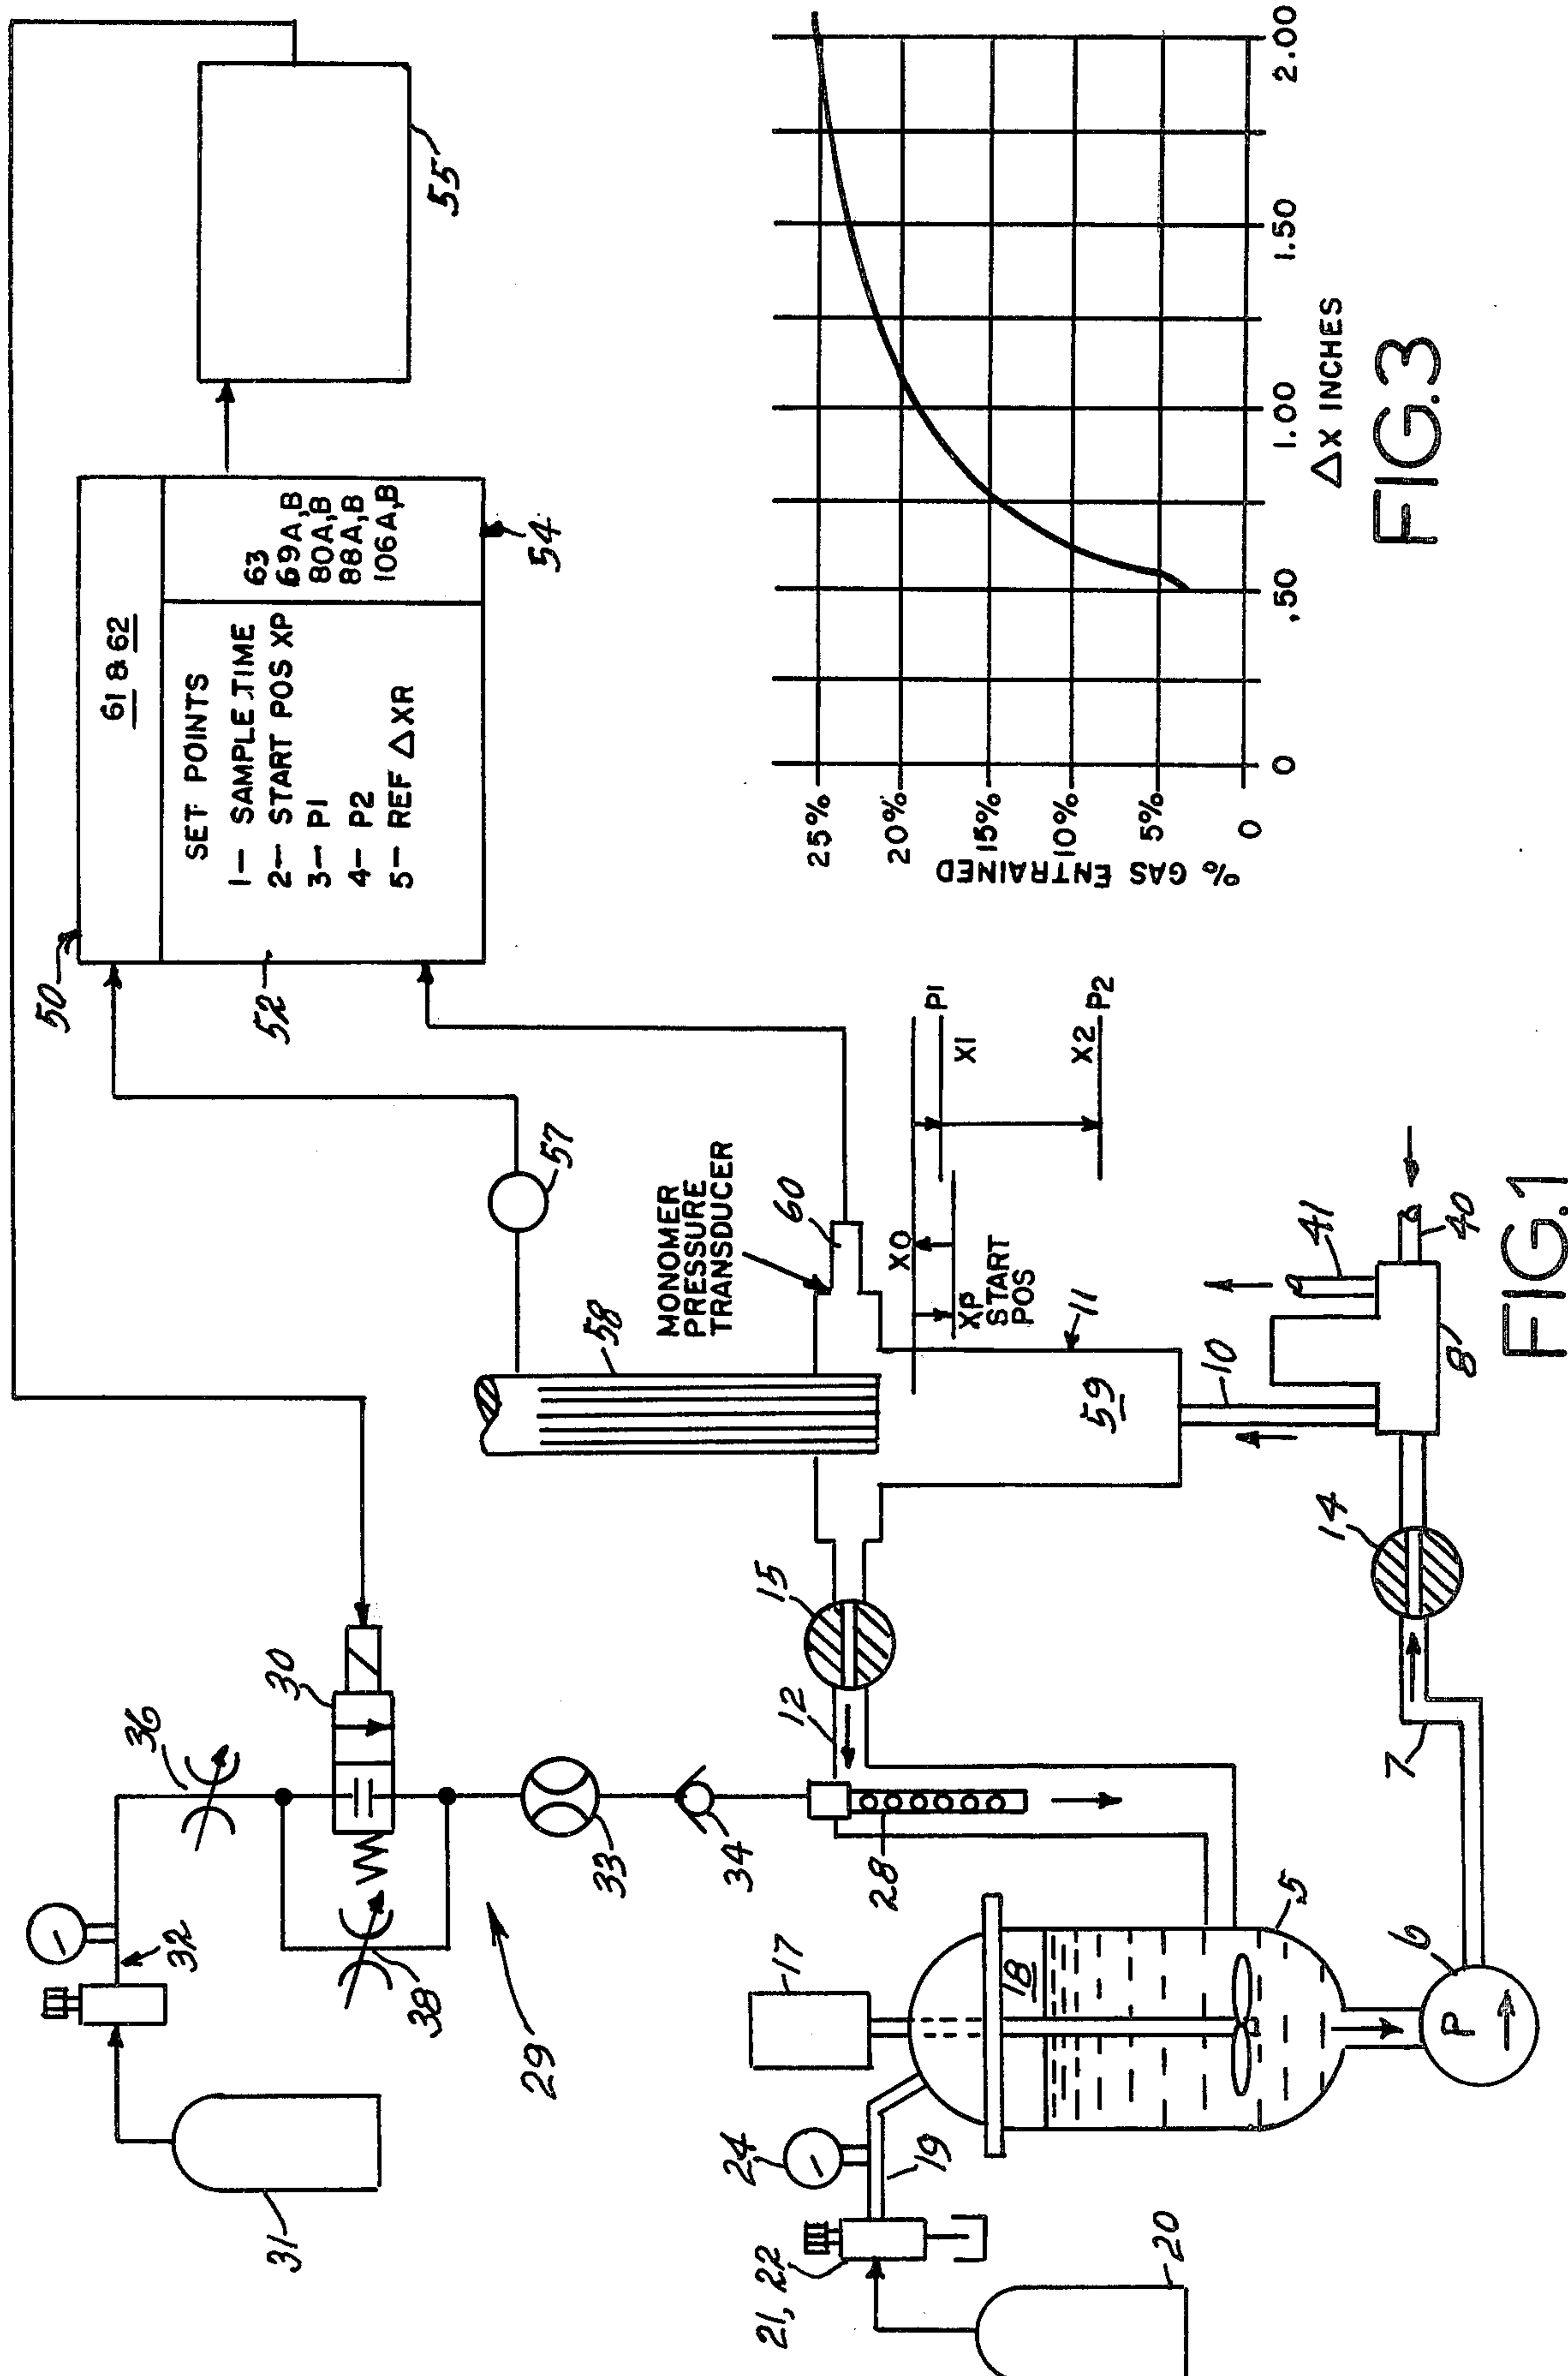 50
61 & 62
52
SET POINTS
1— SAMPLE TIME
2— START POS XP
3— P1
4— P2
5— REF △XR
63
69A,B
80A,B
88A,B
106A,B
54
55
57
58
MONOMER
PRESSURE
TRANSDUCER
60
XO
XP
START
POS
X1
P1
X2
P2
11
59
10
41
40
8
14
15
12
7
6
P
5
18
17
19
24
21, 22
20
28
34
33
30
36
38
32
31
29
FIG.1
% GAS ENTRAINED
25%
20%
15%
10%
5%
0
0
.50
1.00
1.50
2.00
△X INCHES
FIG.3